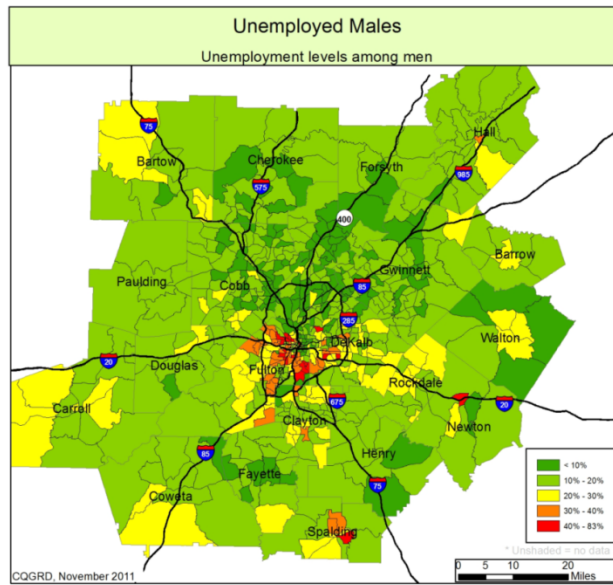 Unemployed Males
Unemployment levels among men
75
Bartow
575
Cherokee
Forsyth
985
Hall
400
Paulding
Cobb
85
Gwinnett
Barrow
285
DeKalb
Walton
20
Douglas
Fulton
Rockdale
Carroll
675
Clayton
Newton
20
85
Fayette
Henry
75
Coweta
Spalding
< 10%
10% - 20%
20% - 30%
30% - 40%
40% - 83%
* Unshaded = no data
0 10 20
Miles
CQGRD, November 2011